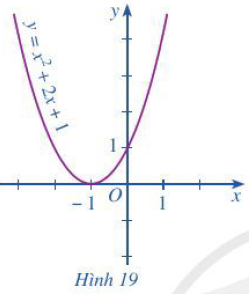 y
y = x² + 2x + 1
1
O
- 1
1
x
Hình 19